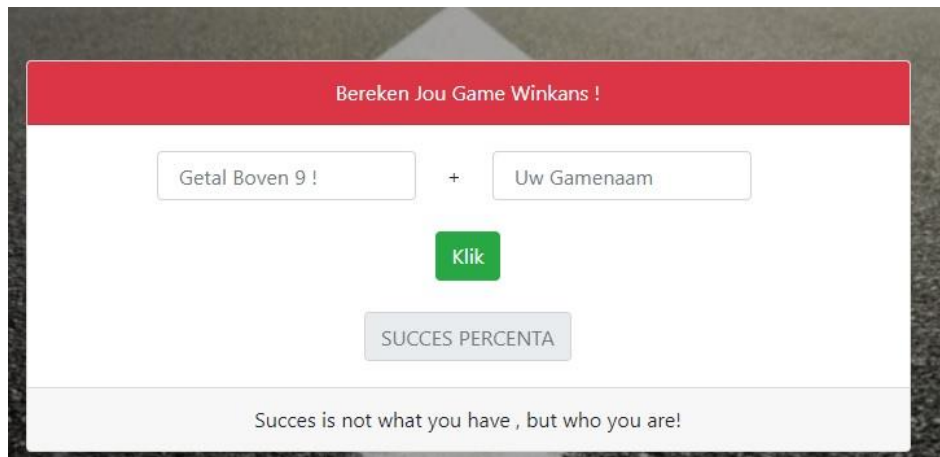 Bereken Jou Game Winkans !
Getal Boven 9 ! + Uw Gamenaam
Klik
SUCCES PERCENTA
Succes is not what you have , but who you are!